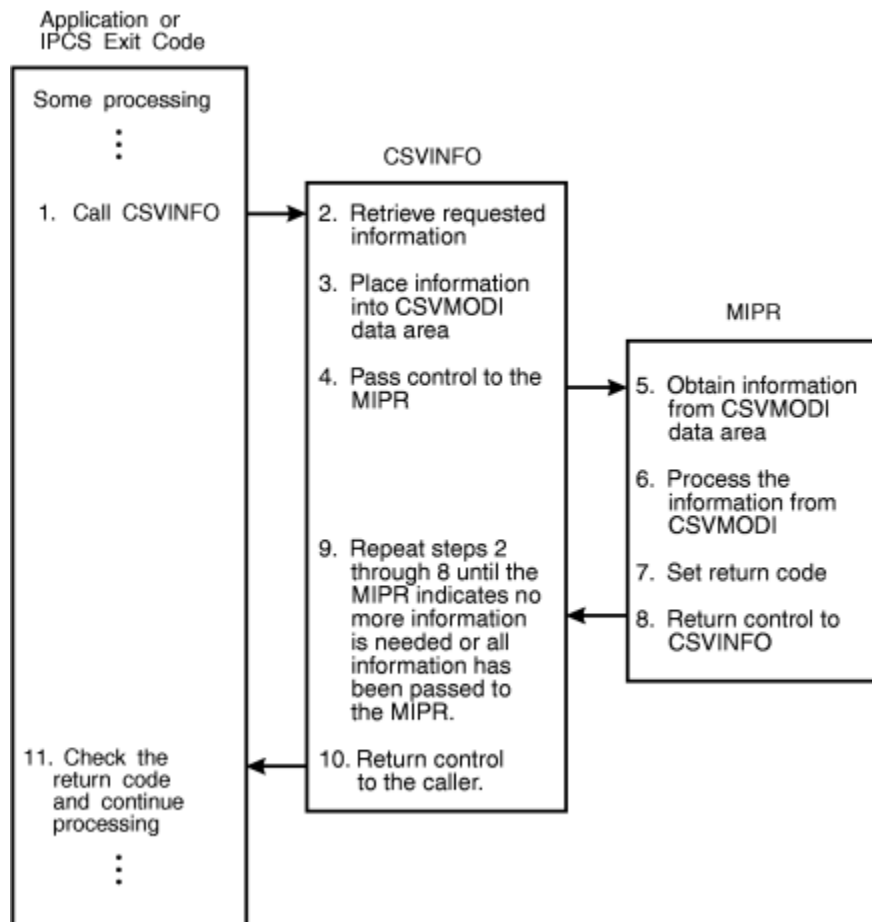 Application or
IPCS Exit Code
Some processing
1. Call CSVINFO
CSVINFO
2. Retrieve requested
information
3. Place information
into CSVMODI
data area
4. Pass control to the
MIPR
MIPR
5. Obtain information
from CSVMODI
data area
6. Process the
information from
CSVMODI
7. Set return code
8. Return control to
CSVINFO
9. Repeat steps 2
through 8 until the
MIPR indicates no
more information
is needed or all
information has
been passed to
the MIPR.
10. Return control
to the caller.
11. Check the
return code
and continue
processing